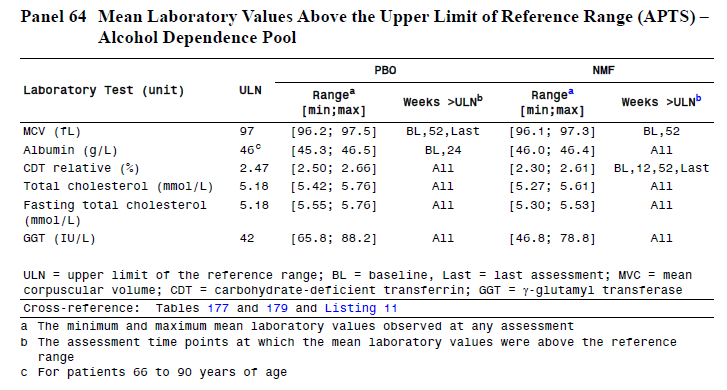 Panel 64 Mean Laboratory Values Above the Upper Limit of Reference Range (APTS) –
Alcohol Dependence Pool
PBO NMF
Laboratory Test (unit) ULN Rangea Weeks >ULNb Rangea Weeks >ULNb
[min;max] [min;max]
MCV (fL) 97 [96.2; 97.5] BL,52,Last [96.1; 97.3] BL,52
Albumin (g/L) 46c [45.3; 46.5] BL,24 [46.0; 46.4] All
CDT relative (%) 2.47 [2.50; 2.66] All [2.30; 2.61] BL,12,52,Last
Total cholesterol (mmol/L) 5.18 [5.42; 5.76] All [5.27; 5.61] All
Fasting total cholesterol 5.18 [5.55; 5.76] All [5.30; 5.53] All
(mmol/L)
GGT (IU/L) 42 [65.8; 88.2] All [46.8; 78.8] All
ULN = upper limit of the reference range; BL = baseline, Last = last assessment; MVC = mean
corpuscular volume; CDT = carbohydrate-deficient transferrin; GGT = γ-glutamyl transferase
Cross-reference: Tables 177 and 179 and Listing 11
a The minimum and maximum mean laboratory values observed at any assessment
b The assessment time points at which the mean laboratory values were above the reference
range
c For patients 66 to 90 years of age